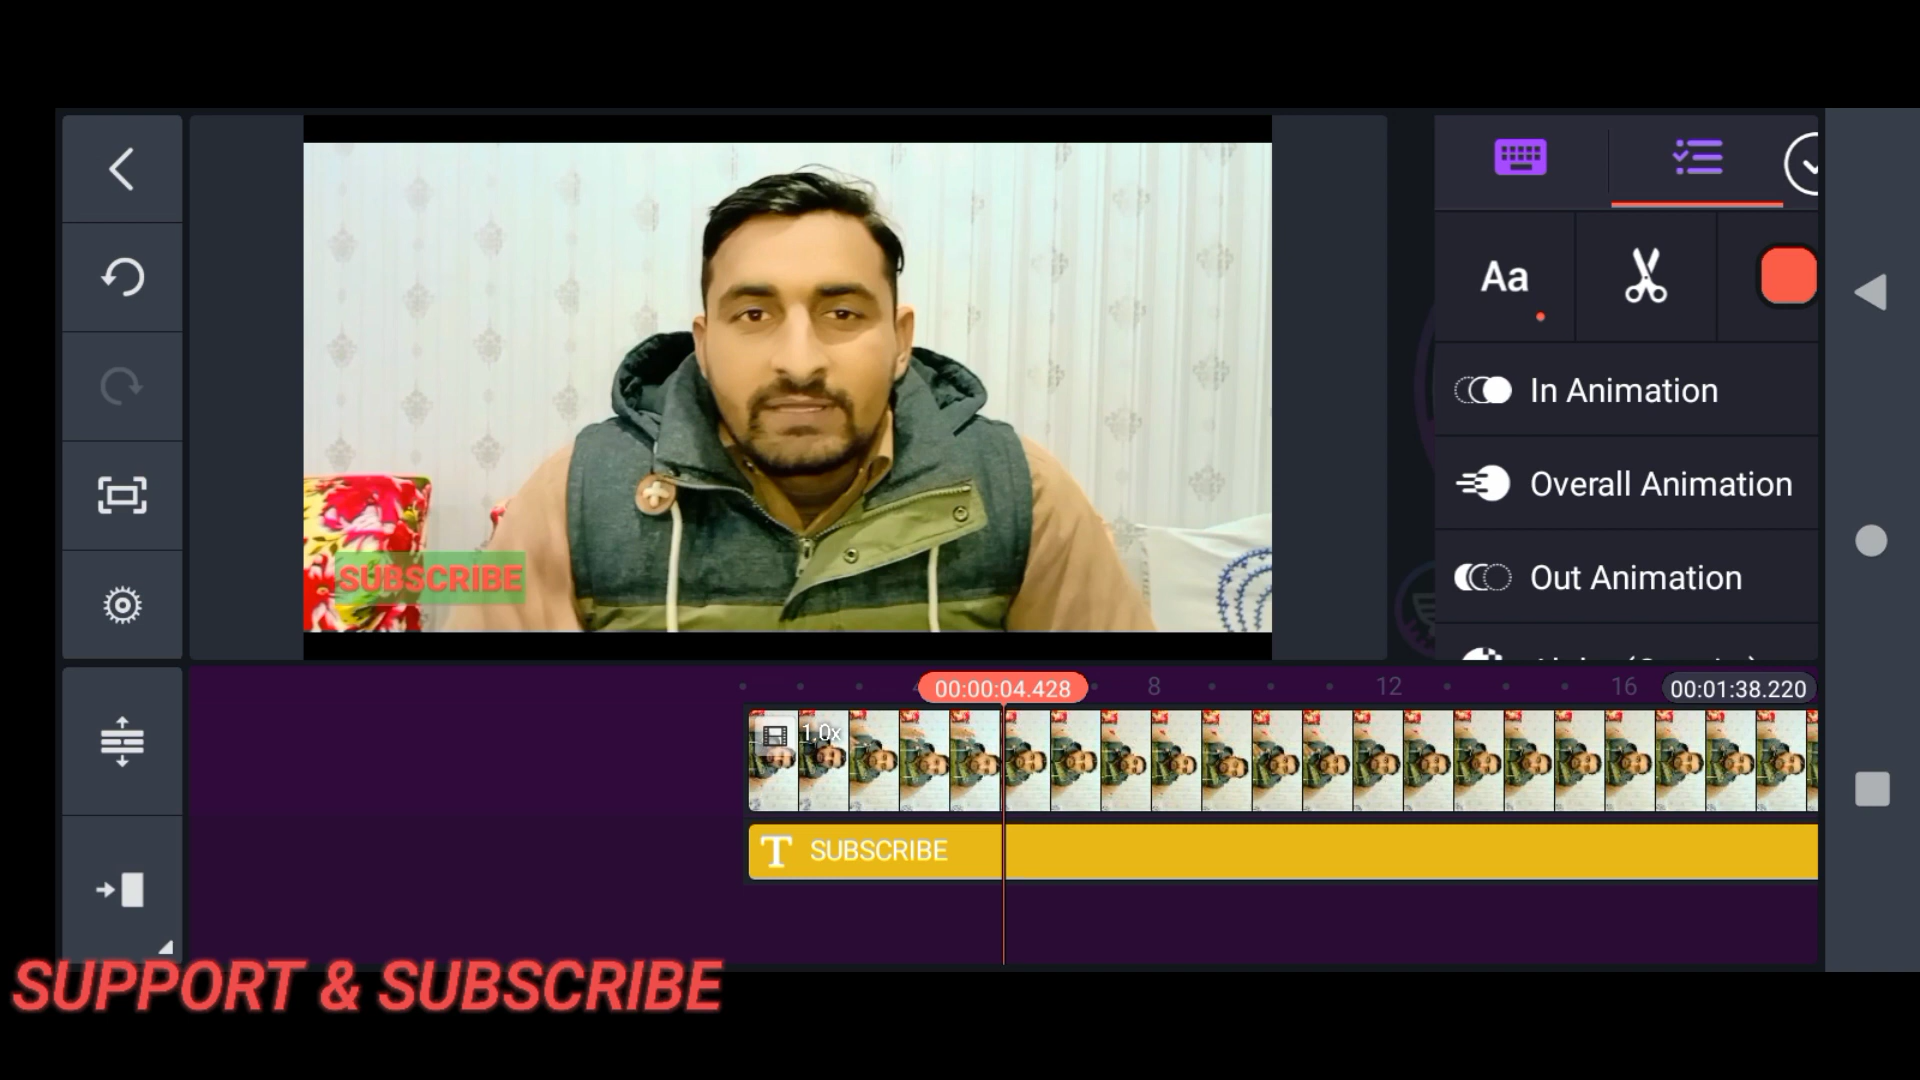 Aa
In Animation
Overall Animation
Out Animation
SUBSCRIBE
00:00:04.428
8
12
16
00:01:38.220
1.0x
T SUBSCRIBE
SUPPORT & SUBSCRIBE